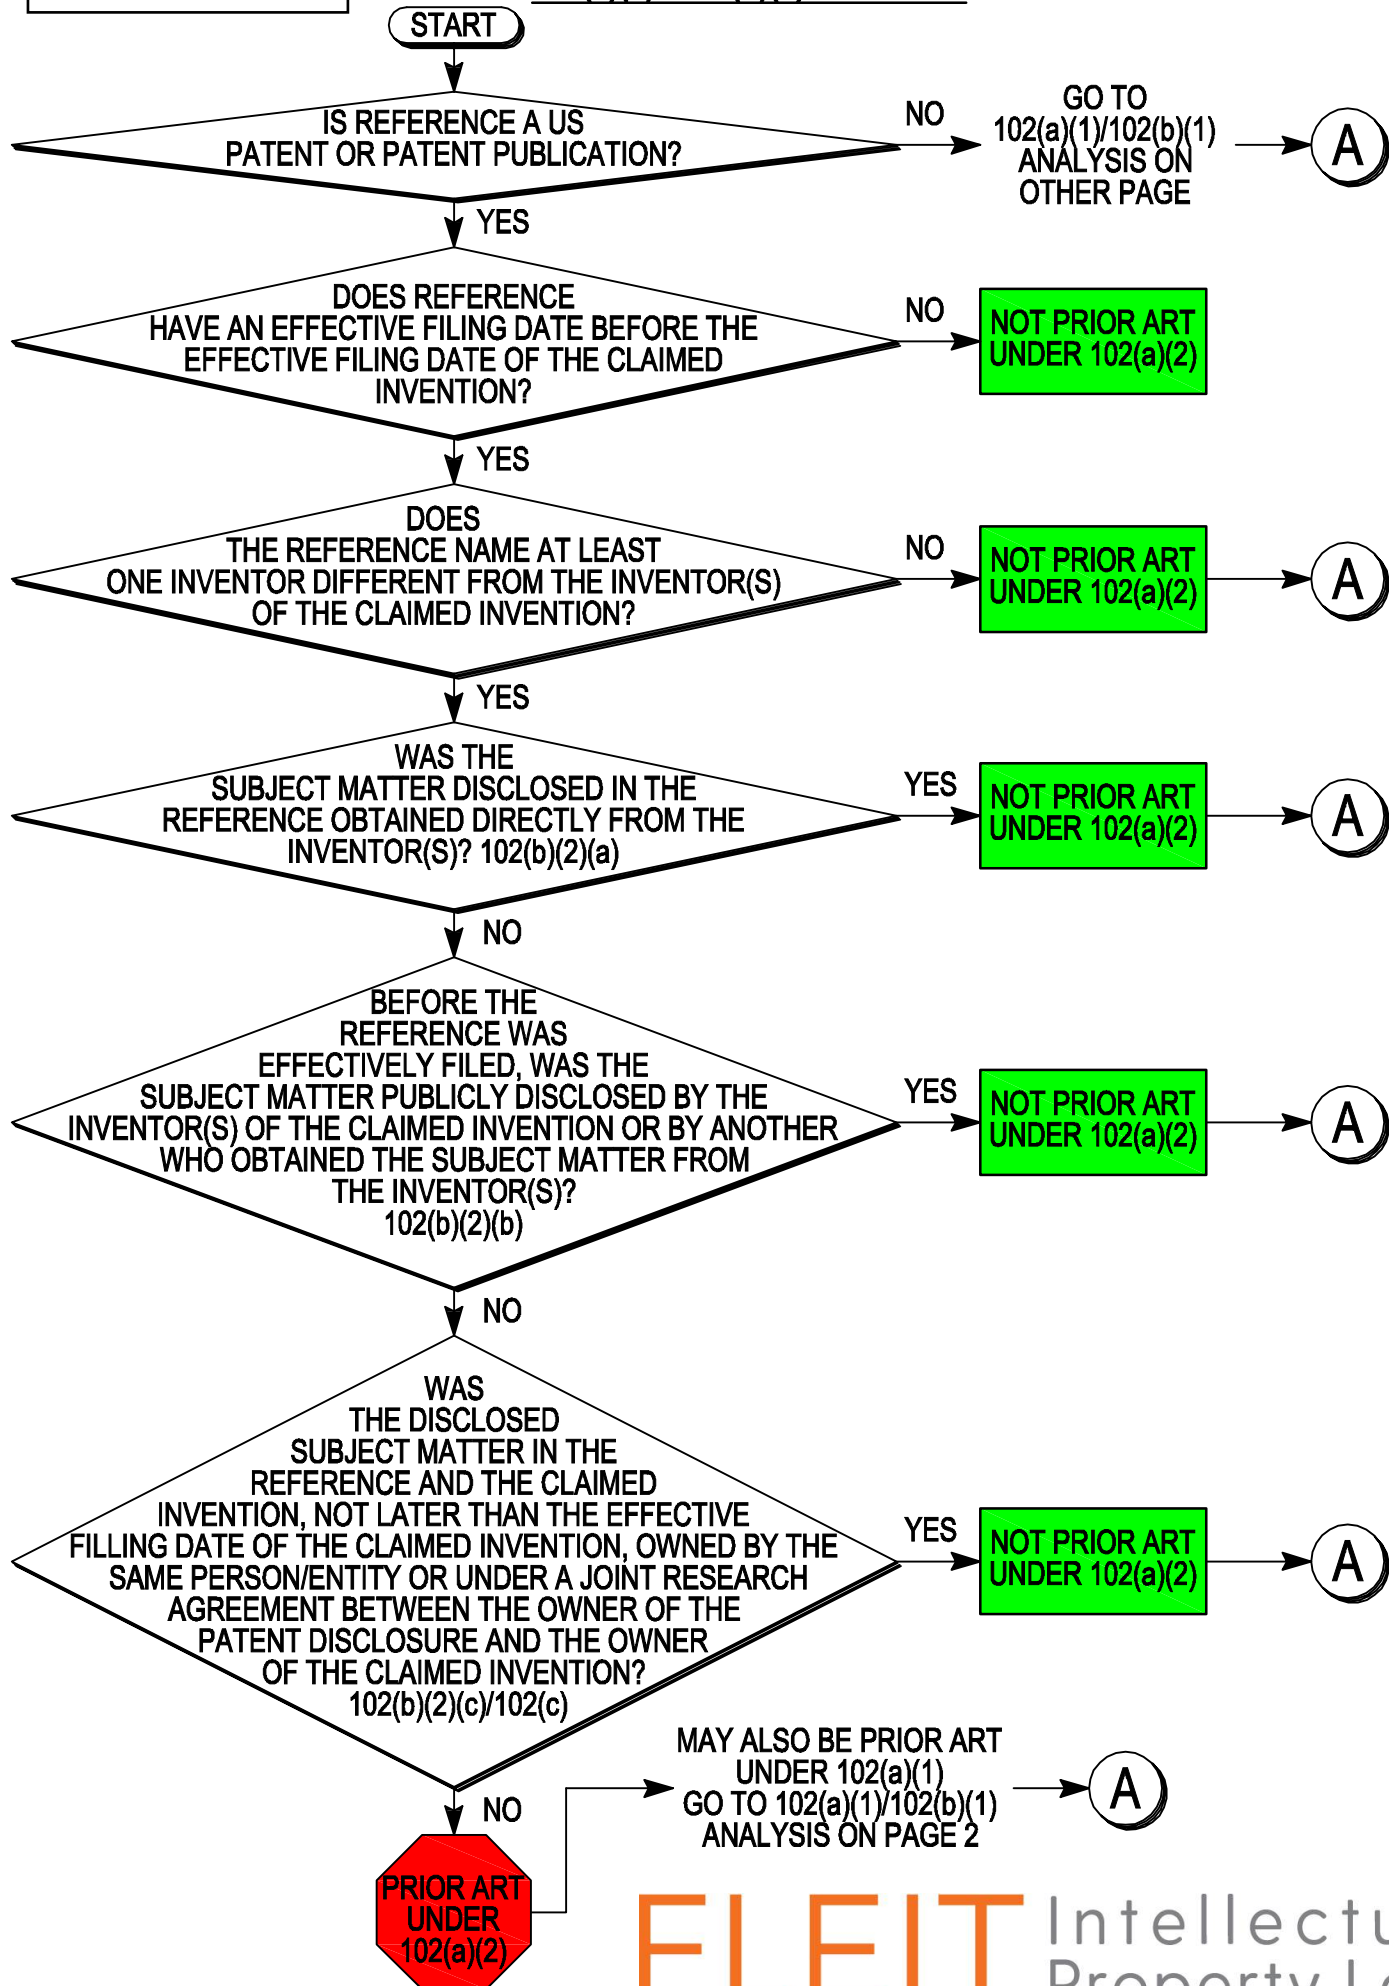 START
IS REFERENCE A US
PATENT OR PATENT PUBLICATION?
NO
GO TO
102(a)(1)/102(b)(1)
ANALYSIS ON
OTHER PAGE
A
YES
DOES REFERENCE
HAVE AN EFFECTIVE FILING DATE BEFORE THE
EFFECTIVE FILING DATE OF THE CLAIMED
INVENTION?
NO
NOT PRIOR ART
UNDER 102(a)(2)
YES
DOES
THE REFERENCE NAME AT LEAST
ONE INVENTOR DIFFERENT FROM THE INVENTOR(S)
OF THE CLAIMED INVENTION?
NO
NOT PRIOR ART
UNDER 102(a)(2)
A
YES
WAS THE
SUBJECT MATTER DISCLOSED IN THE
REFERENCE OBTAINED DIRECTLY FROM THE
INVENTOR(S)? 102(b)(2)(a)
YES
NOT PRIOR ART
UNDER 102(a)(2)
A
NO
BEFORE THE
REFERENCE WAS
EFFECTIVELY FILED, WAS THE
SUBJECT MATTER PUBLICLY DISCLOSED BY THE
INVENTOR(S) OF THE CLAIMED INVENTION OR BY ANOTHER
WHO OBTAINED THE SUBJECT MATTER FROM
THE INVENTOR(S)?
102(b)(2)(b)
YES
NOT PRIOR ART
UNDER 102(a)(2)
A
NO
WAS
THE DISCLOSED
SUBJECT MATTER IN THE
REFERENCE AND THE CLAIMED
INVENTION, NOT LATER THAN THE EFFECTIVE
FILLING DATE OF THE CLAIMED INVENTION, OWNED BY THE
SAME PERSON/ENTITY OR UNDER A JOINT RESEARCH
AGREEMENT BETWEEN THE OWNER OF THE
PATENT DISCLOSURE AND THE OWNER
OF THE CLAIMED INVENTION?
102(b)(2)(c)/102(c)
YES
NOT PRIOR ART
UNDER 102(a)(2)
A
NO
MAY ALSO BE PRIOR ART
UNDER 102(a)(1)
GO TO 102(a)(1)/102(b)(1)
ANALYSIS ON PAGE 2
A
PRIOR ART
UNDER
102(a)(2)
Intellectu
Property